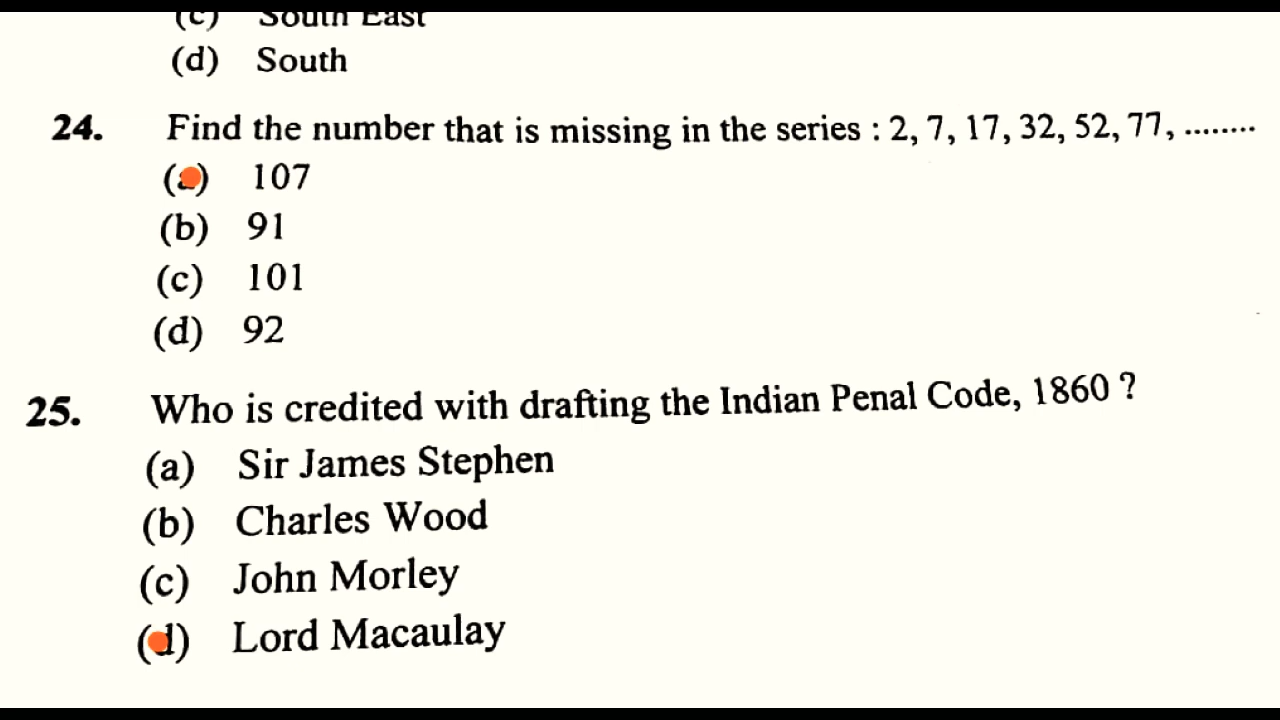 (c) South East
(d) South
24. Find the number that is missing in the series : 2, 7, 17, 32, 52, 77, ........
(a) 107
(b) 91
(c) 101
(d) 92
25. Who is credited with drafting the Indian Penal Code, 1860 ?
(a) Sir James Stephen
(b) Charles Wood
(c) John Morley
(d) Lord Macaulay